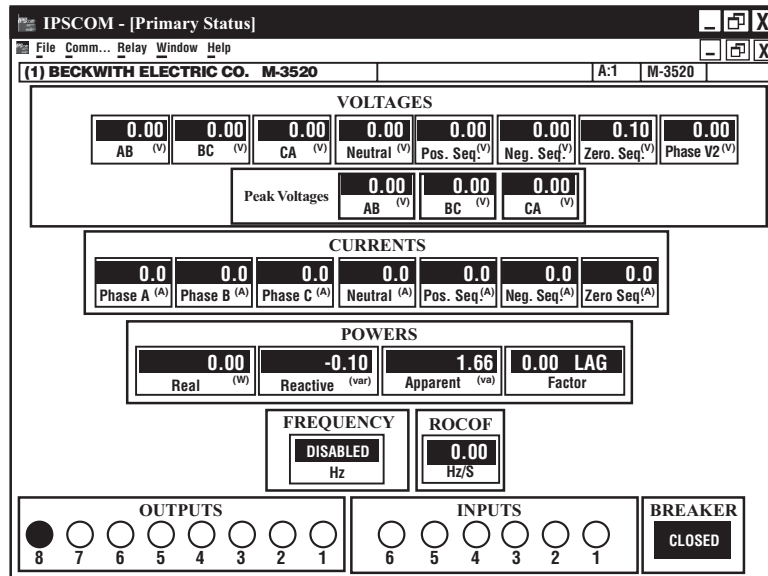 IPSCOM - [Primary Status]
File Comm... Relay Window Help
(1) BECKWITH ELECTRIC CO. M-3520 A:1 M-3520
VOLTAGES
0.00 0.00 0.00 0.00 0.00 0.00 0.10 0.00
AB (V) BC (V) CA (V) Neutral (V) Pos. Seq. (V) Neg. Seq. (V) Zero. Seq. (V) Phase V2 (V)
Peak Voltages 0.00 0.00 0.00
AB (V) BC (V) CA (V)
CURRENTS
0.0 0.0 0.0 0.0 0.0 0.0 0.0
Phase A (A) Phase B (A) Phase C (A) Neutral (A) Pos. Seq. (A) Neg. Seq. (A) Zero Seq. (A)
POWERS
0.00 -0.10 1.66 0.00 LAG
Real (W) Reactive (var) Apparent (va) Factor
FREQUENCY ROCOF
DISABLED 0.00
Hz Hz/S
OUTPUTS INPUTS BREAKER
CLOSED
8 7 6 5 4 3 2 1 6 5 4 3 2 1